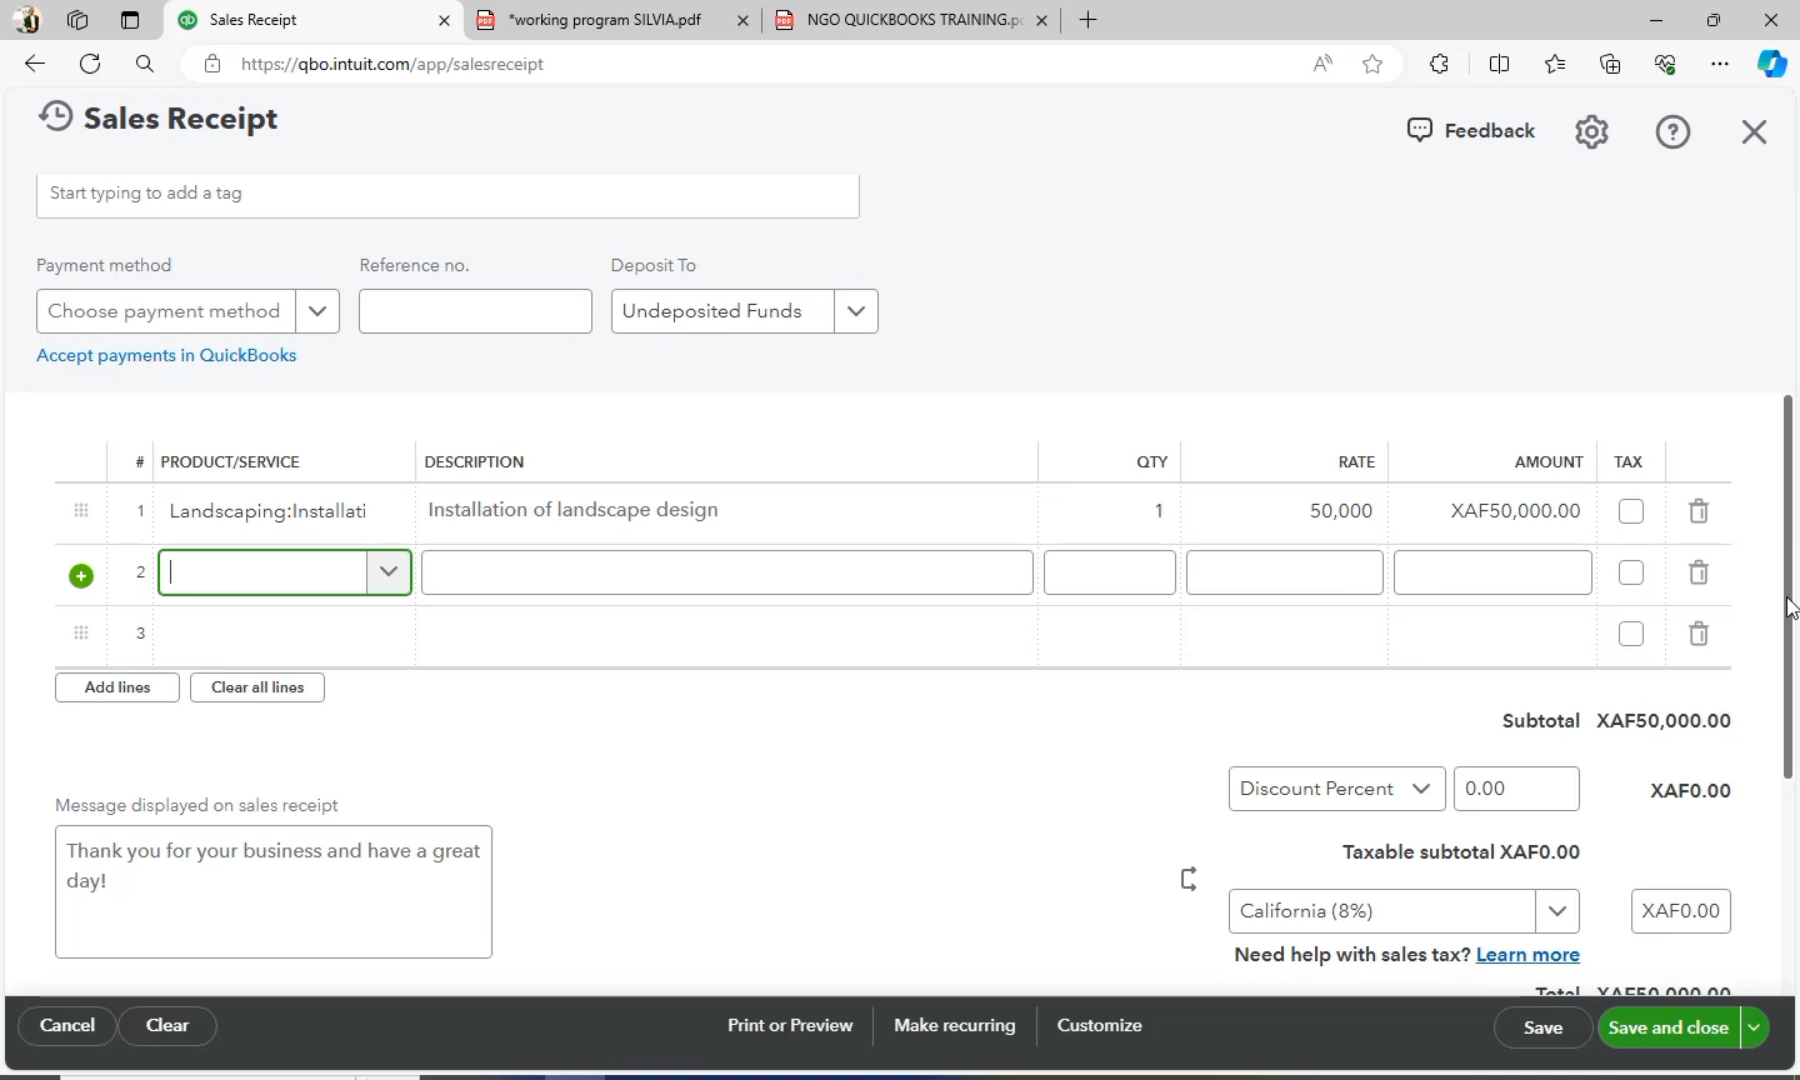 Sales Receipt
*working program SILVIA.pdf
NGO QUICKBOOKS TRAINING.p
https://qbo.intuit.com/app/salesreceipt
Sales Receipt
Feedback
Start typing to add a tag
Payment method
Reference no.
Deposit To
Choose payment method
Undeposited Funds
Accept payments in QuickBooks
# PRODUCT/SERVICE DESCRIPTION QTY RATE AMOUNT TAX
1 Landscaping:Installati Installation of landscape design 1 50,000 XAF50,000.00
2
3
Add lines
Clear all lines
Subtotal XAF50,000.00
Discount Percent 0.00 XAF0.00
Message displayed on sales receipt
Thank you for your business and have a great
day!
Taxable subtotal XAF0.00
California (8%) XAF0.00
Need help with sales tax? Learn more
Total XAF50,000.00
Cancel
Clear
Print or Preview
Make recurring
Customize
Save
Save and close